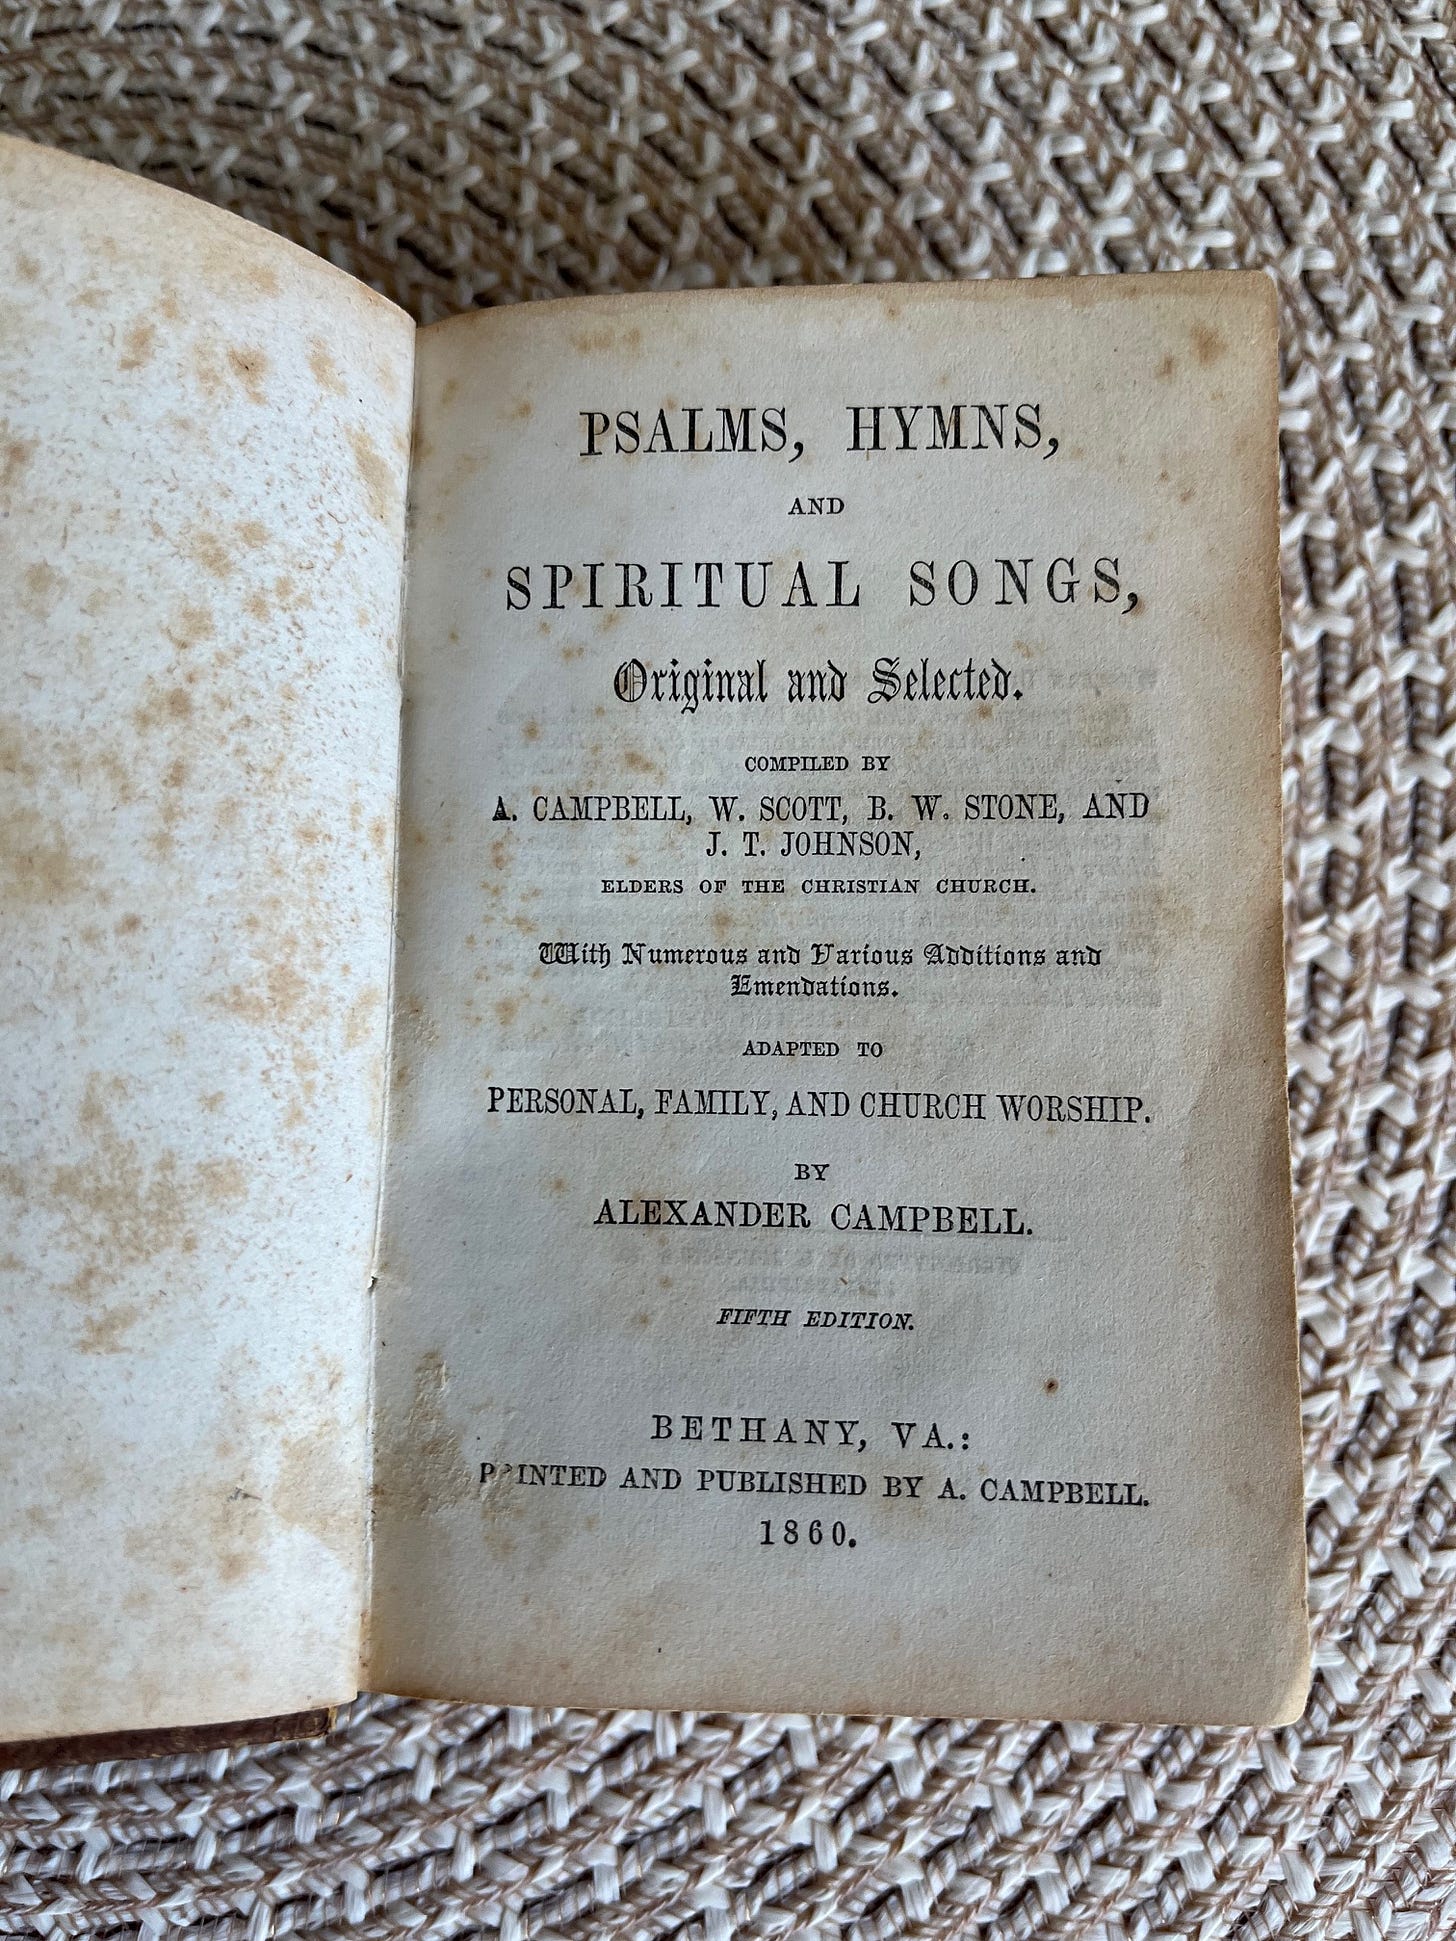 PSALMS, HYMNS,
AND
SPIRITUAL SONGS,
Original and Selected.
COMPILED BY
A. CAMPBELL, W. SCOTT, B. W. STONE, AND
J. T. JOHNSON,
ELDERS OF THE CHRISTIAN CHURCH.
With Numerous and Various Additions and
Emendations.
ADAPTED TO
PERSONAL, FAMILY, AND CHURCH WORSHIP.
BY
ALEXANDER CAMPBELL.
FIFTH EDITION.
BETHANY, VA.:
PRINTED AND PUBLISHED BY A. CAMPBELL.
1860.